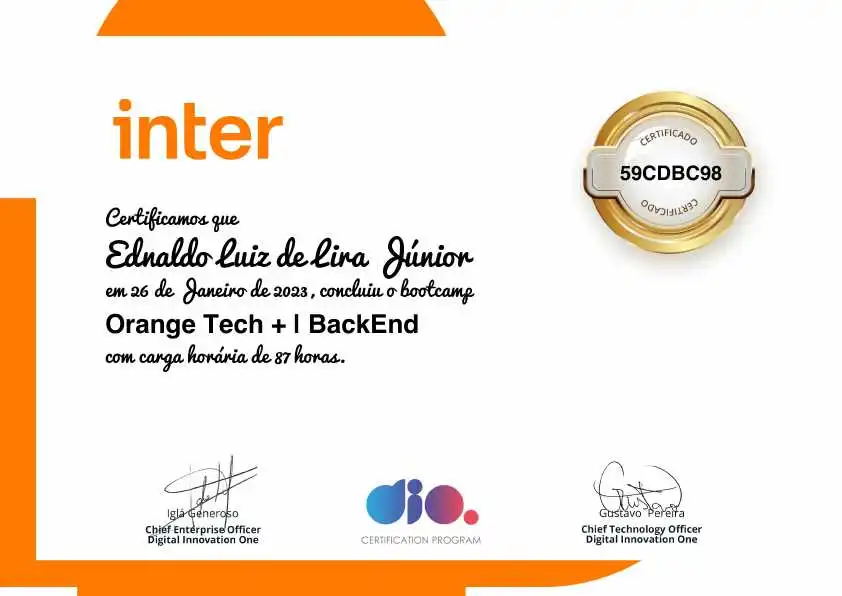 inter
CERTIFICADO
59CDBC98
CERTIFICADO
Certificamos que
Ednaldo Luiz de Lira Júnior
em 26 de Janeiro de 2023, concluiu o bootcamp
Orange Tech + | BackEnd
com carga horária de 87 horas.
Iglá Generoso
Chief Enterprise Officer
Digital Innovation One
dio.
CERTIFICATION PROGRAM
Gustavo Pereira
Chief Technology Officer
Digital Innovation One